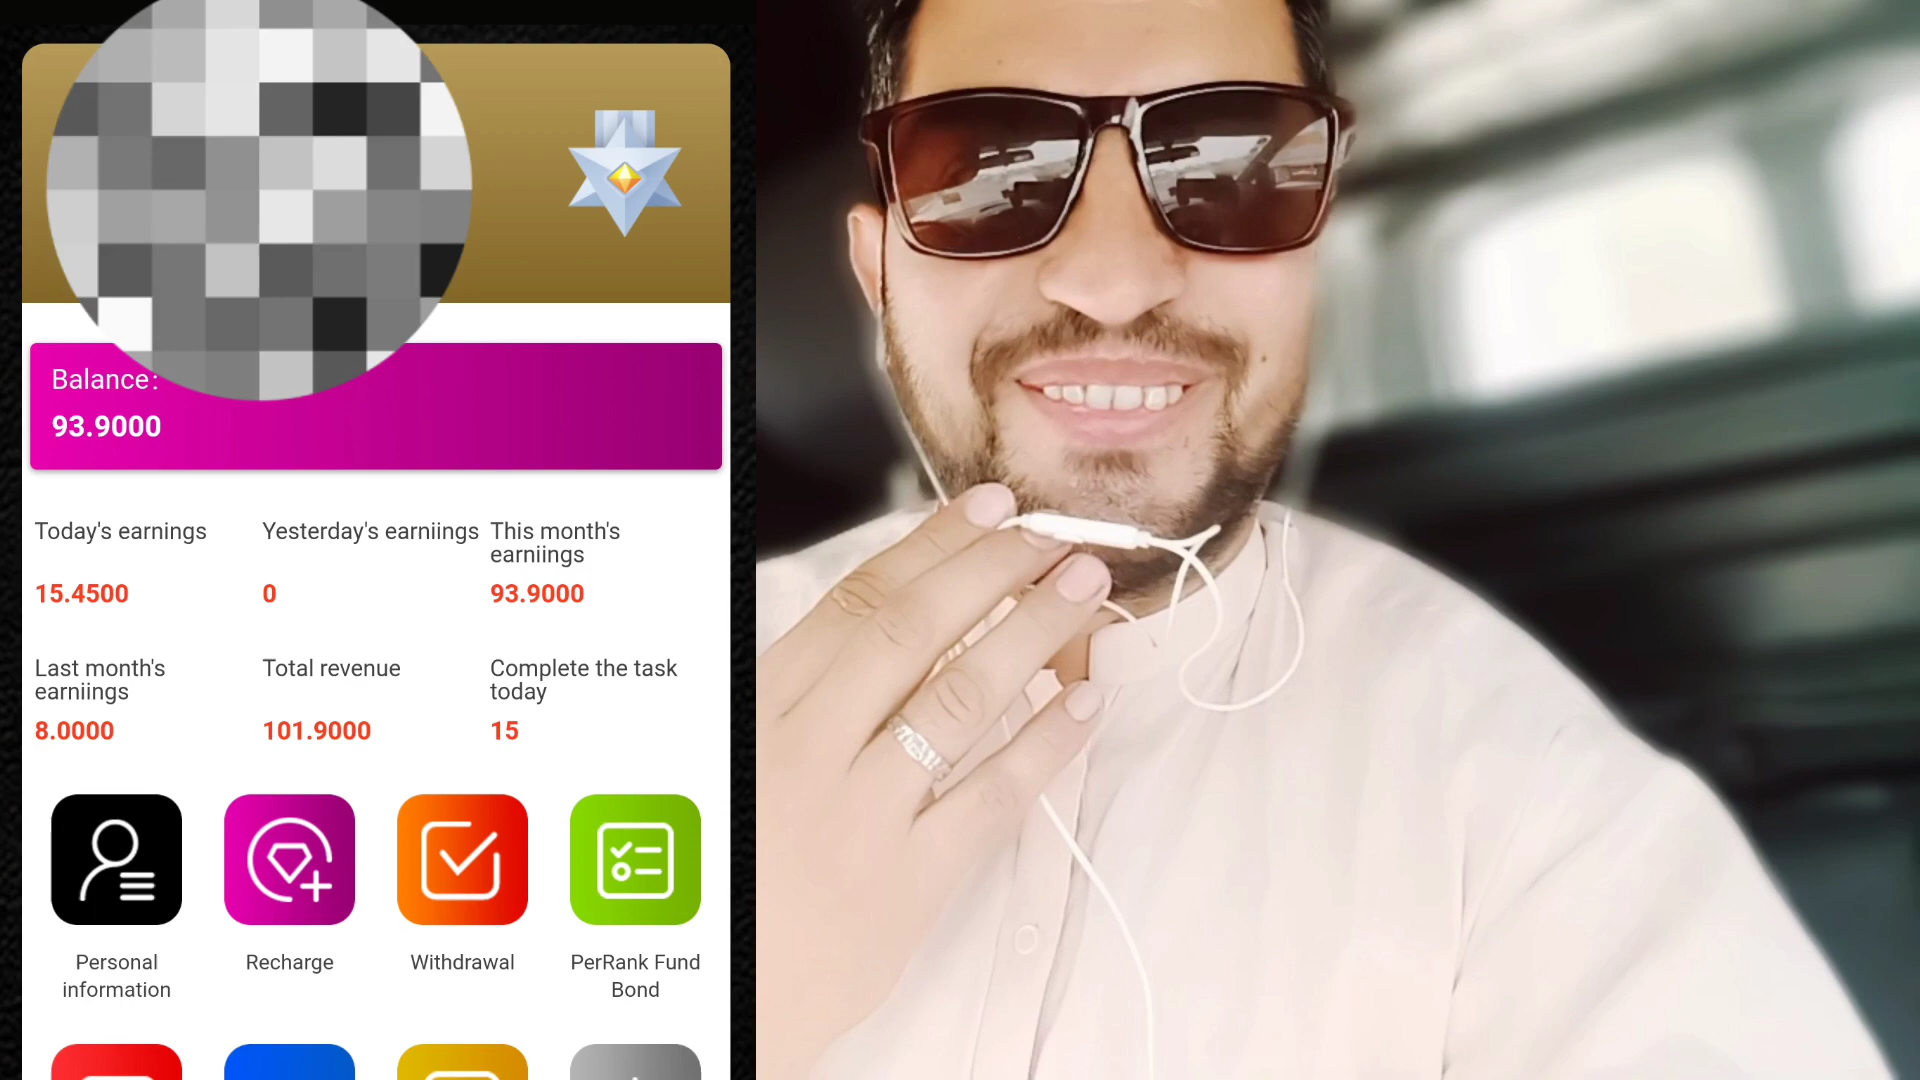 Balance:
93.9000
Today's earnings
Yesterday's earniings
This month's
earniings
15.4500
0
93.9000
Last month's
earniings
Total revenue
Complete the task
today
8.0000
101.9000
15
Personal
information
Recharge
Withdrawal
PerRank Fund
Bond